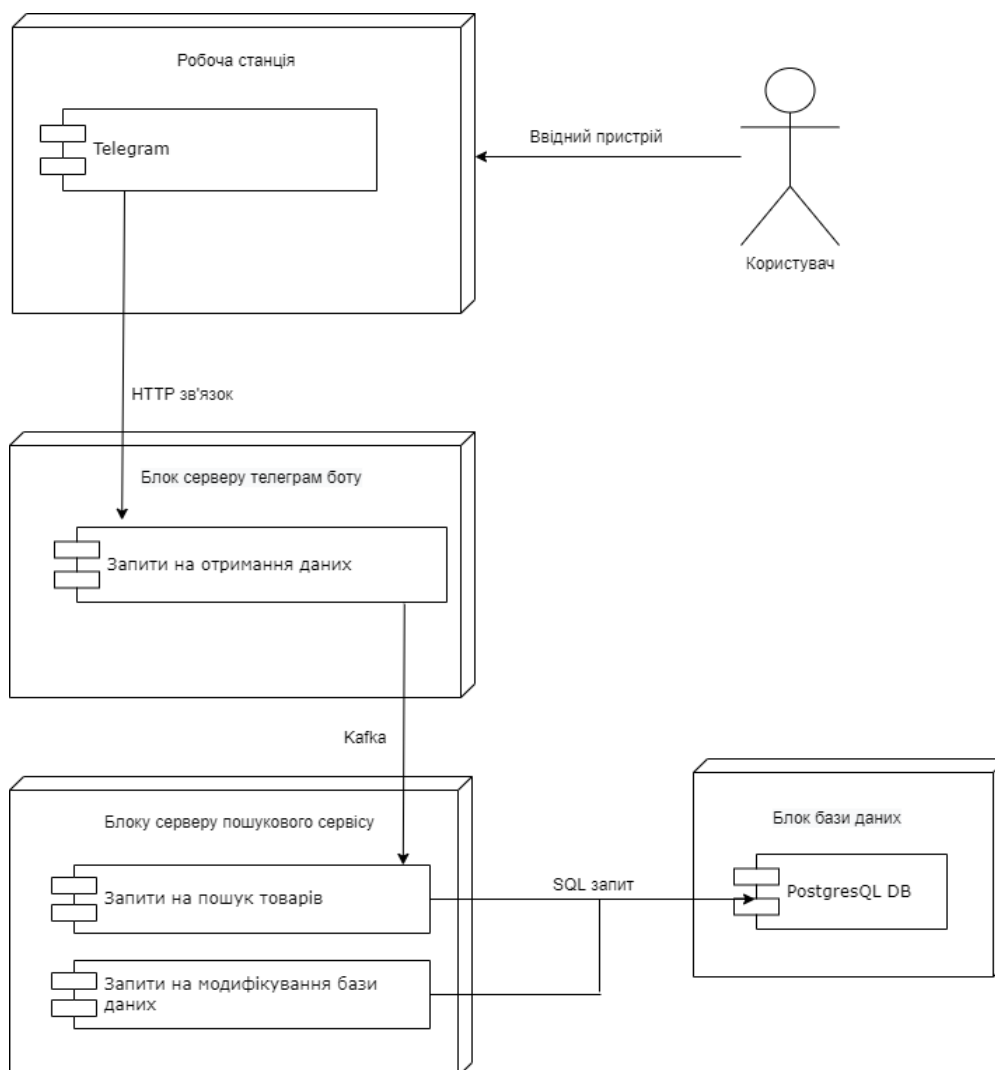 Робоча станція
Telegram
Ввідний пристрій
Користувач
HTTP зв'язок
Блок серверу телеграм боту
Запити на отримання даних
Kafka
Блоку серверу пошукового сервісу
Запити на пошук товарів
Запити на модифікування бази
даних
SQL запит
Блок бази даних
PostgresQL DB